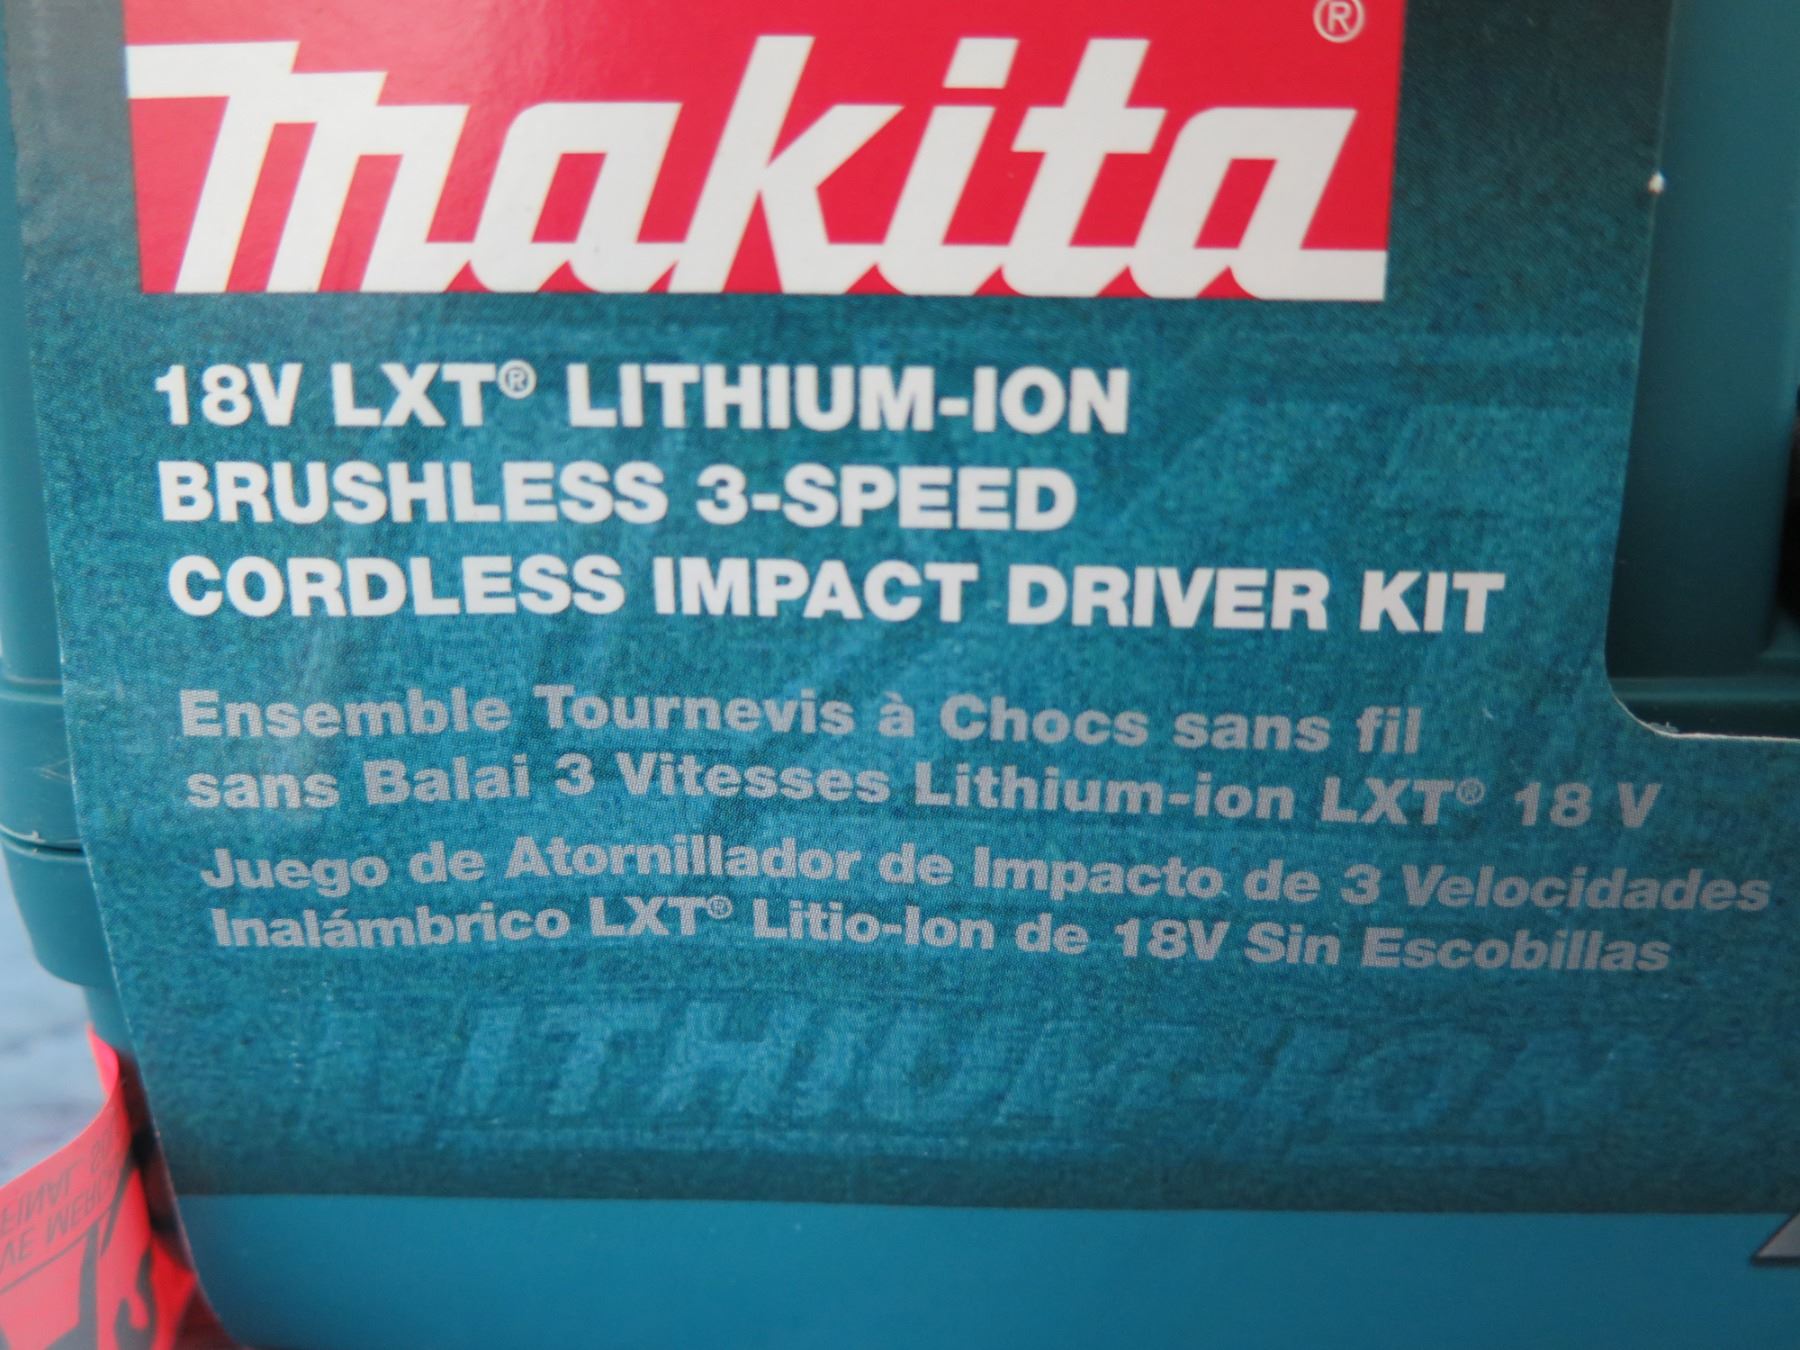 makita®
18V LXT® LITHIUM-ION
BRUSHLESS 3-SPEED
CORDLESS IMPACT DRIVER KIT
Ensemble Tournevis à Chocs sans fil
sans Balai 3 Vitesses Lithium-ion LXT® 18 V
Juego de Atornillador de Impacto de 3 Velocidades
Inalámbrico LXT® Litio-Ion de 18V Sin Escobillas
LITHIUM-ION